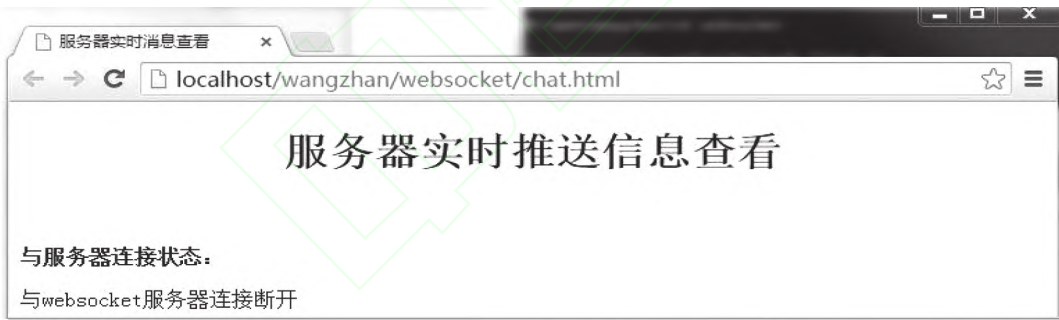 服务器实时消息查看
localhost/wangzhan/websocket/chat.html
服务器实时推送信息查看
与服务器连接状态：
与websocket服务器连接断开